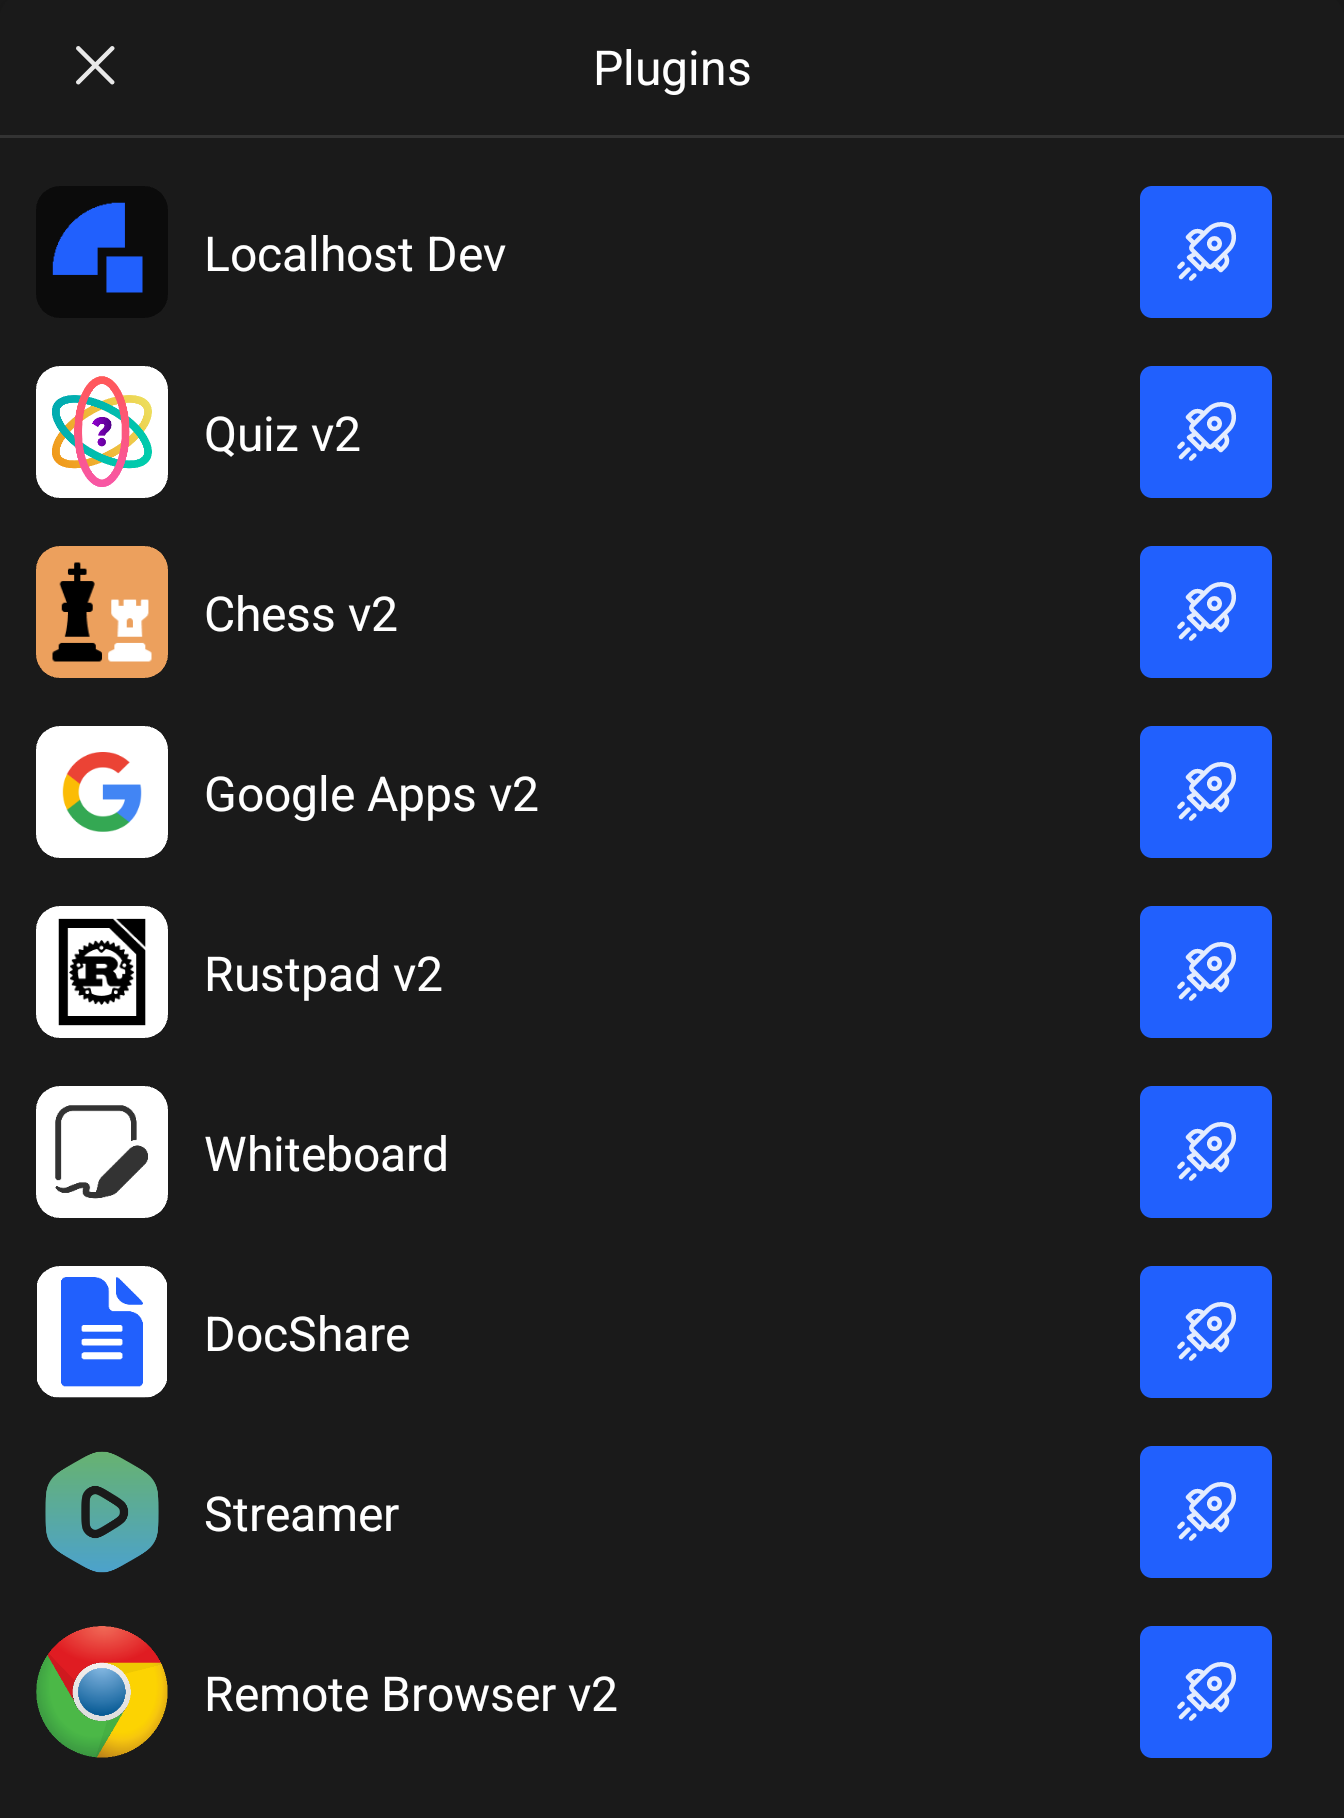 Plugins
Localhost Dev
?
Quiz v2
Chess v2
G
Google Apps v2
R
Rustpad v2
Whiteboard
DocShare
Streamer
Remote Browser v2